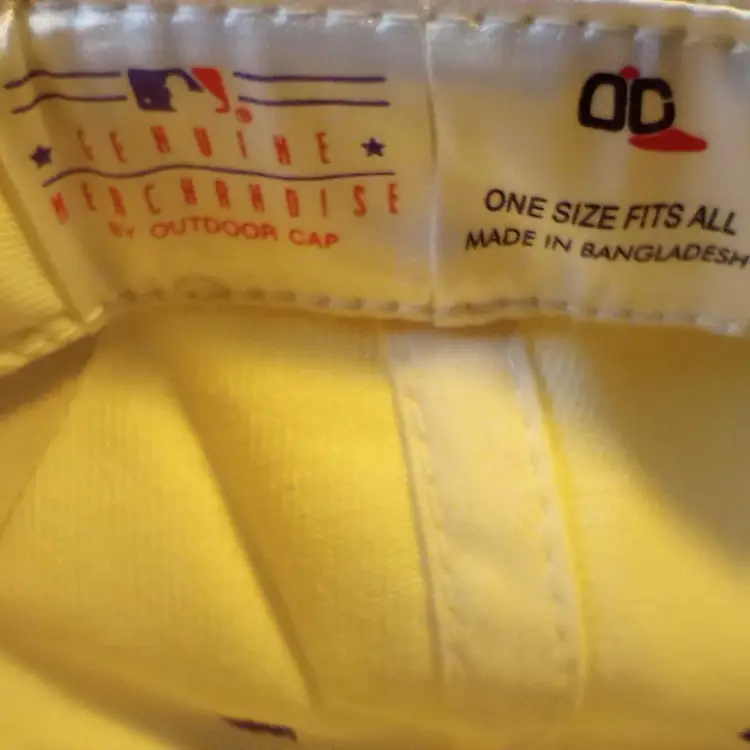 GENUINE
MERCHANDISE
BY OUTDOOR CAP
OC
ONE SIZE FITS ALL
MADE IN BANGLADESH